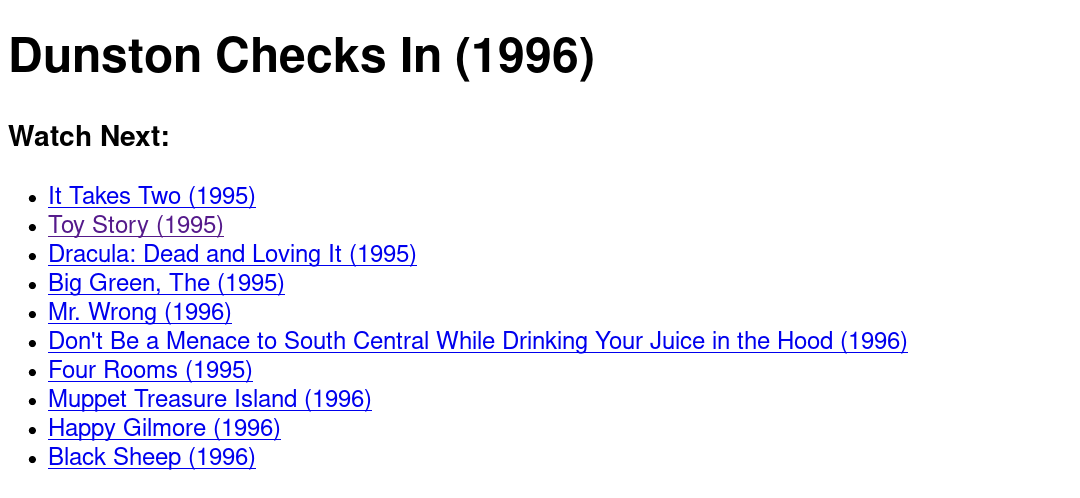 Dunston Checks In (1996)
Watch Next:
It Takes Two (1995)
Toy Story (1995)
Dracula: Dead and Loving It (1995)
Big Green, The (1995)
Mr. Wrong (1996)
Don't Be a Menace to South Central While Drinking Your Juice in the Hood (1996)
Four Rooms (1995)
Muppet Treasure Island (1996)
Happy Gilmore (1996)
Black Sheep (1996)